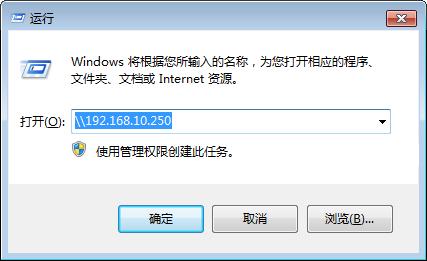 运行
Windows 将根据您所输入的名称，为您打开相应的程序、
文件夹、文档或 Internet 资源。
打开(O): \\192.168.10.250
使用管理权限创建此任务。
确定 取消 浏览(B)...